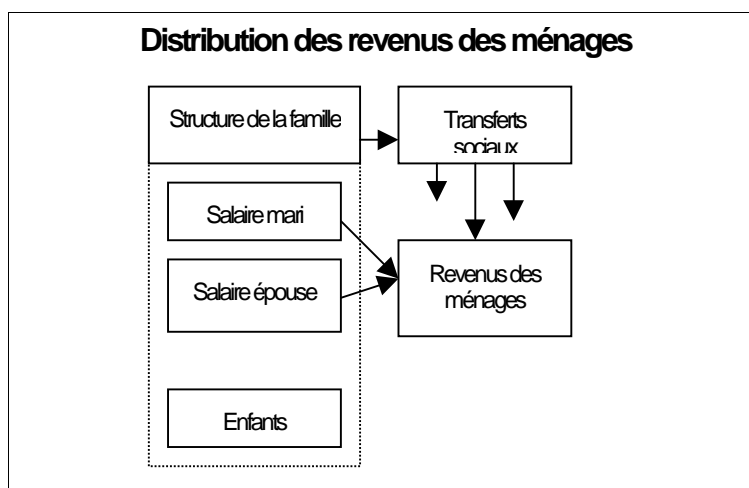 Distribution des revenus des ménages
Structure de la famille
Transferts
sociaux
Salaire mari
Salaire épouse
Revenus des
ménages
Enfants